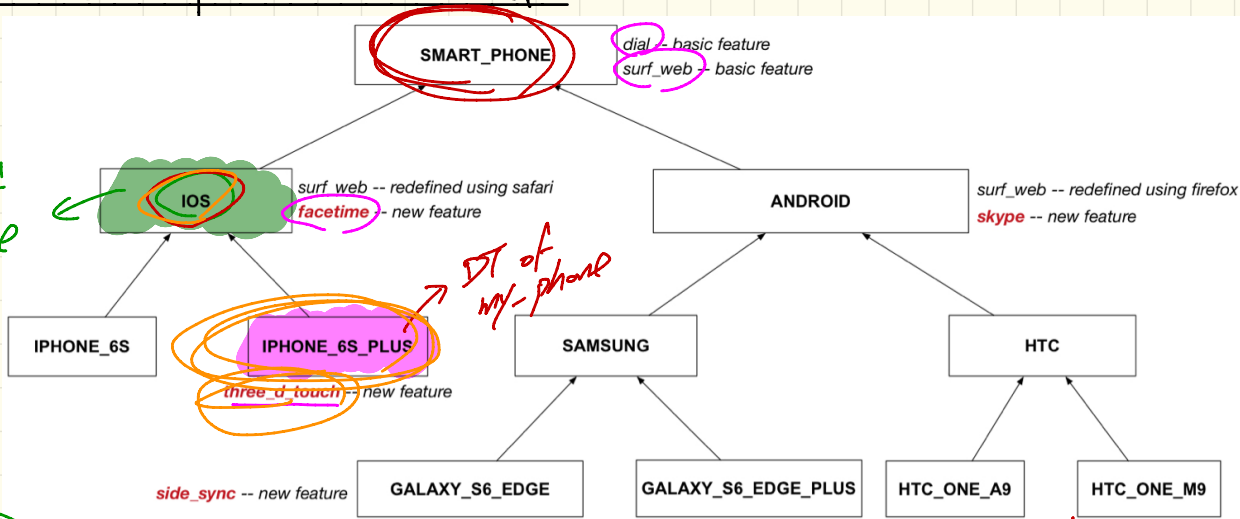 SMART_PHONE
dial -- basic feature
surf_web -- basic feature
IOS
surf_web -- redefined using safari
facetime -- new feature
ANDROID
surf_web -- redefined using firefox
skype -- new feature
DT of
my-phone
IPHONE_6S
IPHONE_6S_PLUS
three_d_touch -- new feature
SAMSUNG
HTC
side_sync -- new feature
GALAXY_S6_EDGE
GALAXY_S6_EDGE_PLUS
HTC_ONE_A9
HTC_ONE_M9